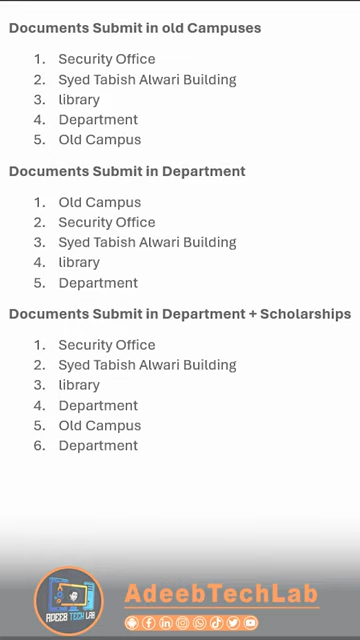 Documents Submit in old Campuses
1. Security Office
2. Syed Tabish Alwari Building
3. library
4. Department
5. Old Campus
Documents Submit in Department
1. Old Campus
2. Security Office
3. Syed Tabish Alwari Building
4. library
5. Department
Documents Submit in Department + Scholarships
1. Security Office
2. Syed Tabish Alwari Building
3. library
4. Department
5. Old Campus
6. Department
AdeebTechLab
ADEEB TECH LAB